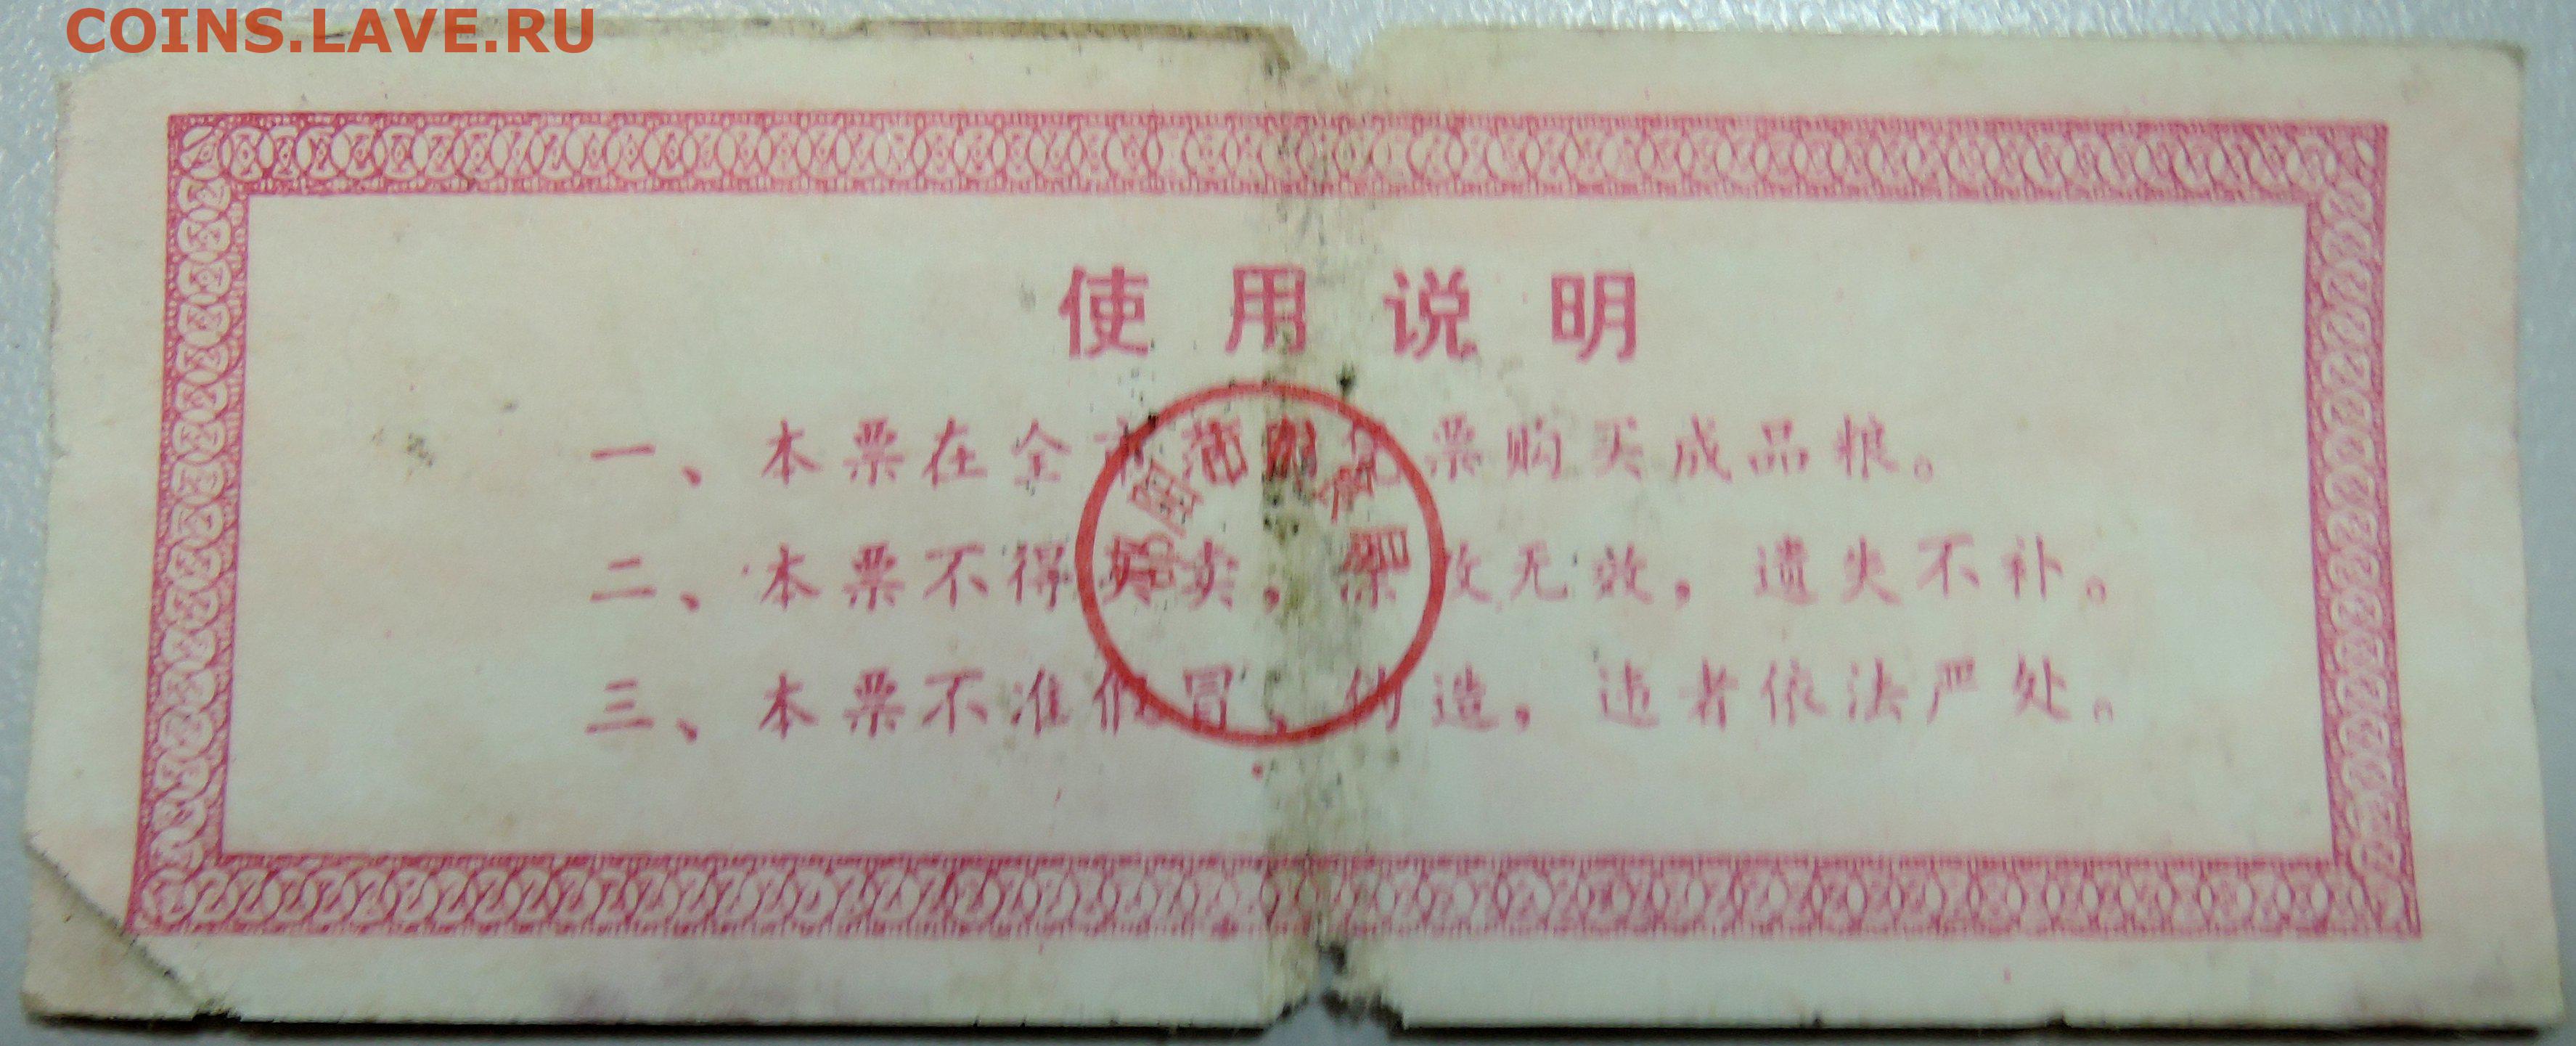 COINS.LAVE.RU
使用说明
一、本票在全市范围凭票购买成品粮。
二、本票不得买卖，涂改无效，遗失不补。
三、本票不准假冒、伪造，违者依法严处。